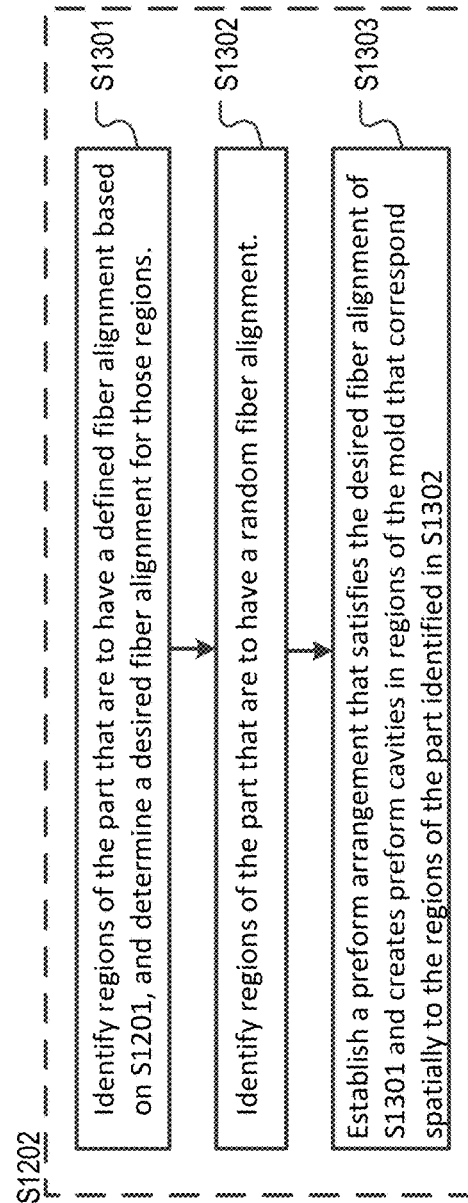 S1202
Identify regions of the part that are to have a defined fiber alignment based
on S1201, and determine a desired fiber alignment for those regions.
S1301
Identify regions of the part that are to have a random fiber alignment.
S1302
Establish a preform arrangement that satisfies the desired fiber alignment of
S1301 and creates preform cavities in regions of the mold that correspond
spatially to the regions of the part identified in S1302
S1303